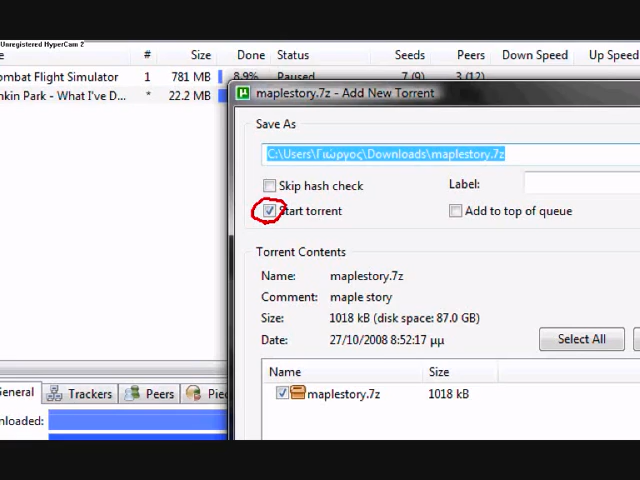 Unregistered HyperCam 2
# Size Done Status Seeds Peers Down Speed Up Speed
ombat Flight Simulator 1 781 MB 8.9% Paused 7 (9) 3 (12)
nkin Park - What I've D... * 22.2 MB
maplestory.7z - Add New Torrent
Save As
C:\Users\Γιώργος\Downloads\maplestory.7z
Skip hash check Label:
Start torrent Add to top of queue
Torrent Contents
Name: maplestory.7z
Comment: maple story
Size: 1018 kB (disk space: 87.0 GB)
Date: 27/10/2008 8:52:17 μμ
Select All
Name Size
maplestory.7z 1018 kB
General Trackers Peers Pie
nloaded: